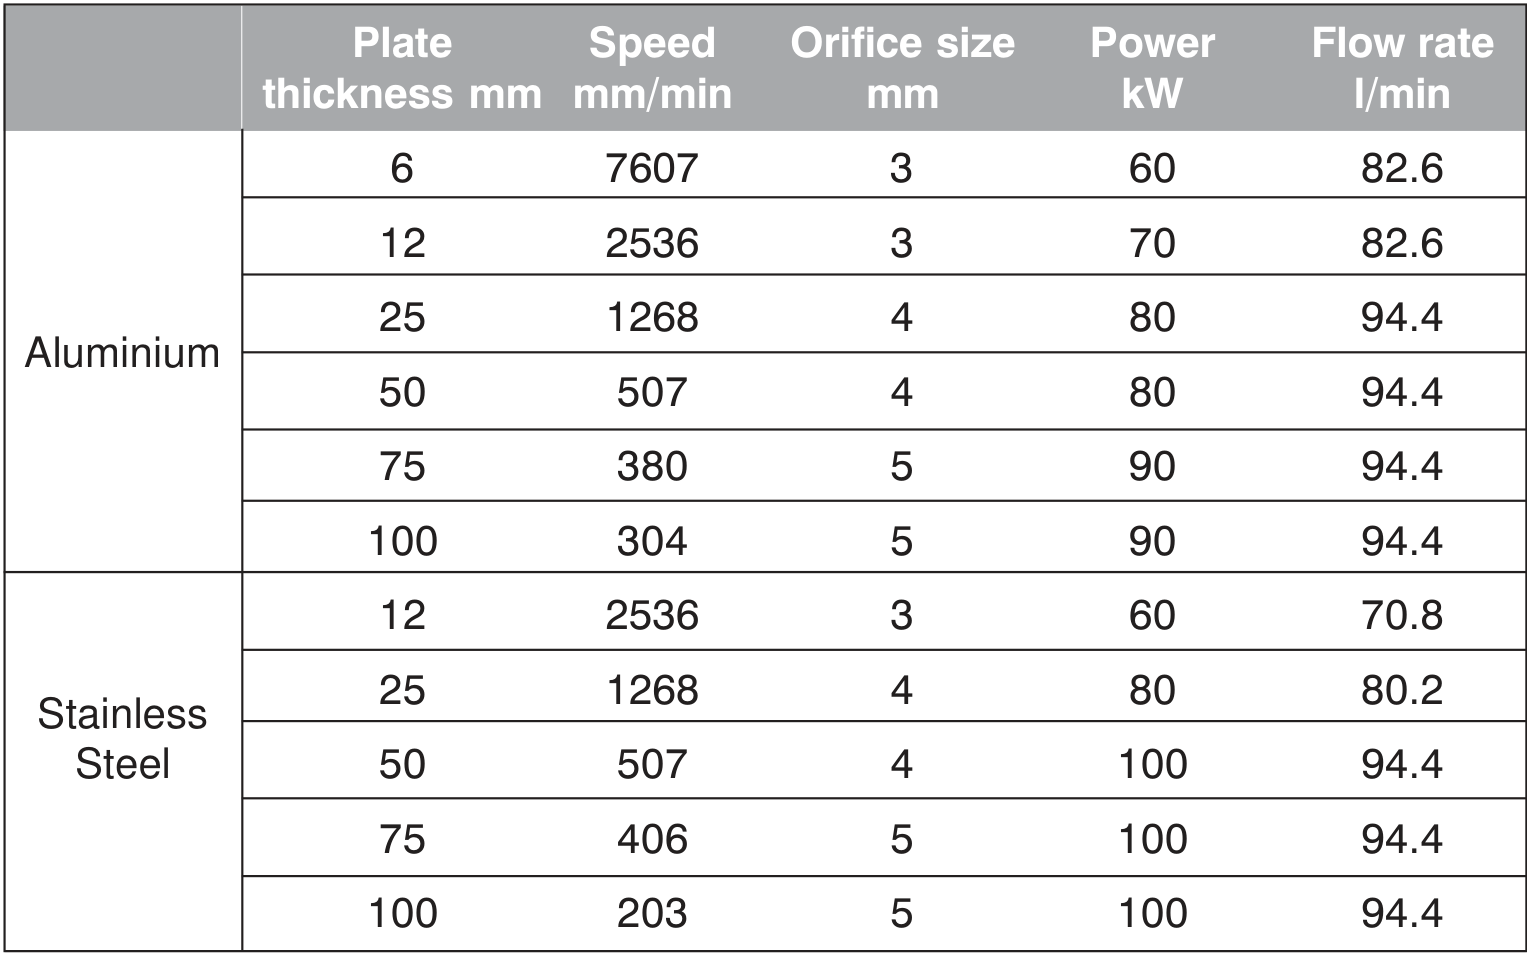 Plate Speed Orifice size Power Flow rate
thickness mm mm/min mm kW l/min
6 7607 3 60 82.6
12 2536 3 70 82.6
25 1268 4 80 94.4
Aluminium
50 507 4 80 94.4
75 380 5 90 94.4
100 304 5 90 94.4
12 2536 3 60 70.8
25 1268 4 80 80.2
Stainless
Steel
50 507 4 100 94.4
75 406 5 100 94.4
100 203 5 100 94.4